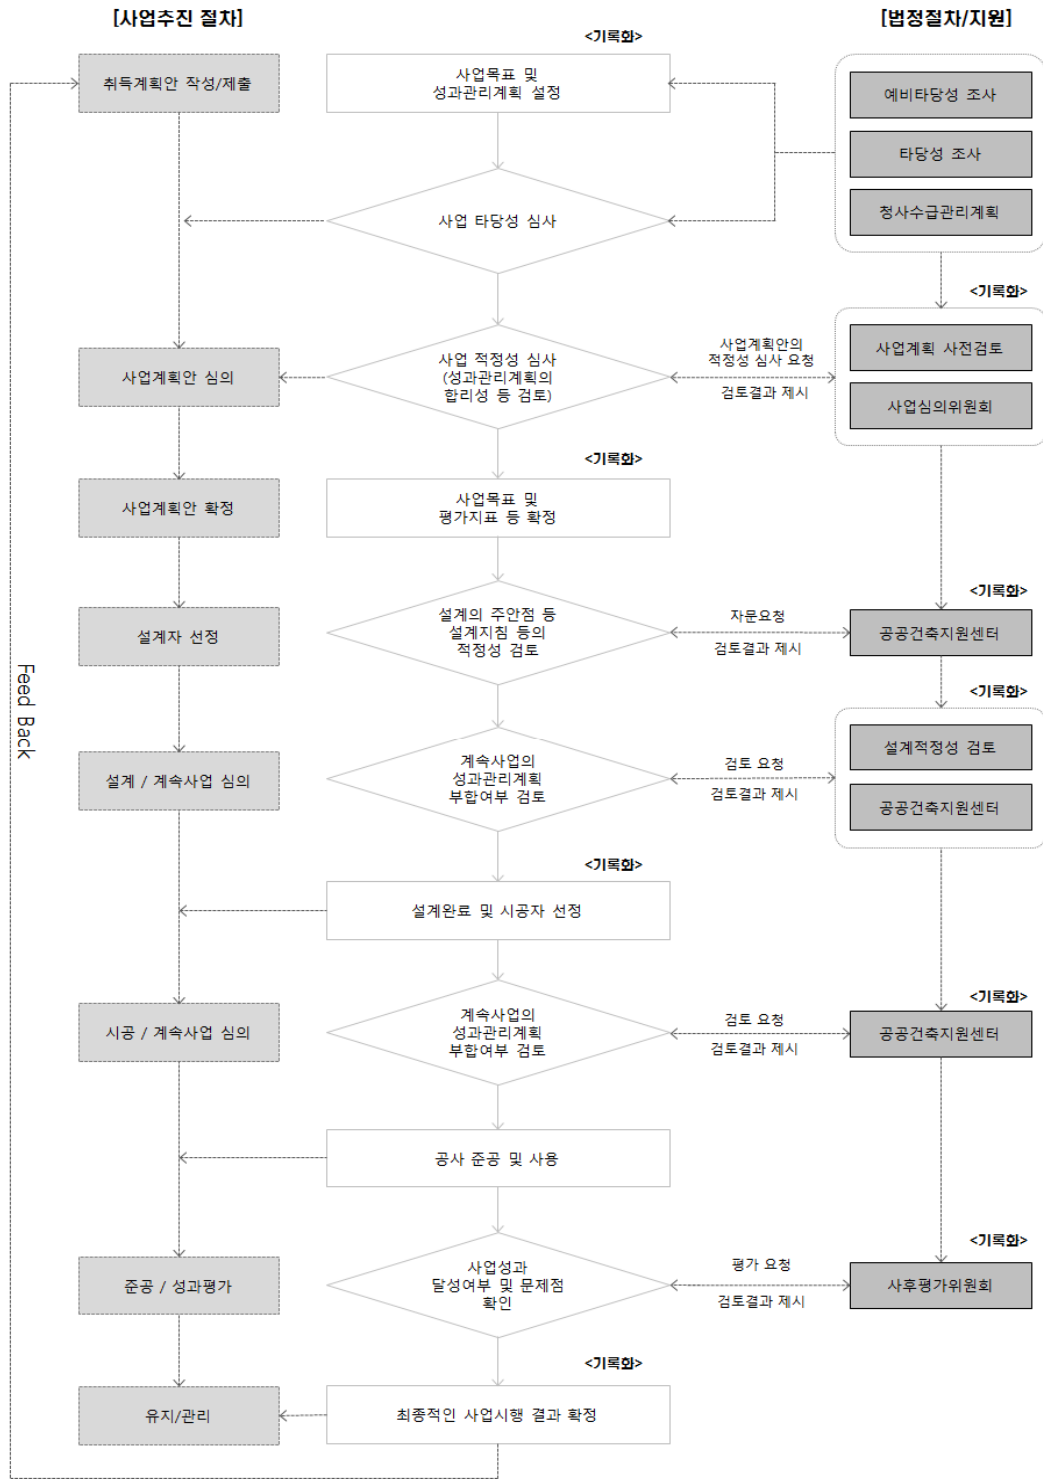 [사업추진 절차]
[법정절차/지원]
<기록화>
취득계획안 작성/제출
사업목표 및
성과관리계획 설정
예비타당성 조사
타당성 조사
청사수급관리계획
사업 타당성 심사
<기록화>
사업계획안 심의
사업 적정성 심사
(성과관리계획의
합리성 등 검토)
사업계획안의
적정성 심사 요청
검토결과 제시
사업계획 사전검토
사업심의위원회
<기록화>
사업계획안 확정
사업목표 및
평가지표 등 확정
<기록화>
설계자 선정
설계의 주안점 등
설계지침 등의
적정성 검토
자문요청
검토결과 제시
공공건축지원센터
Feed Back
<기록화>
설계 / 계속사업 심의
계속사업의
성과관리계획
부합여부 검토
검토 요청
검토결과 제시
설계적정성 검토
공공건축지원센터
<기록화>
설계완료 및 시공자 선정
<기록화>
시공 / 계속사업 심의
계속사업의
성과관리계획
부합여부 검토
검토 요청
검토결과 제시
공공건축지원센터
공사 준공 및 사용
<기록화>
준공 / 성과평가
사업성과
달성여부 및 문제점
확인
평가 요청
검토결과 제시
사후평가위원회
<기록화>
유지/관리
최종적인 사업시행 결과 확정